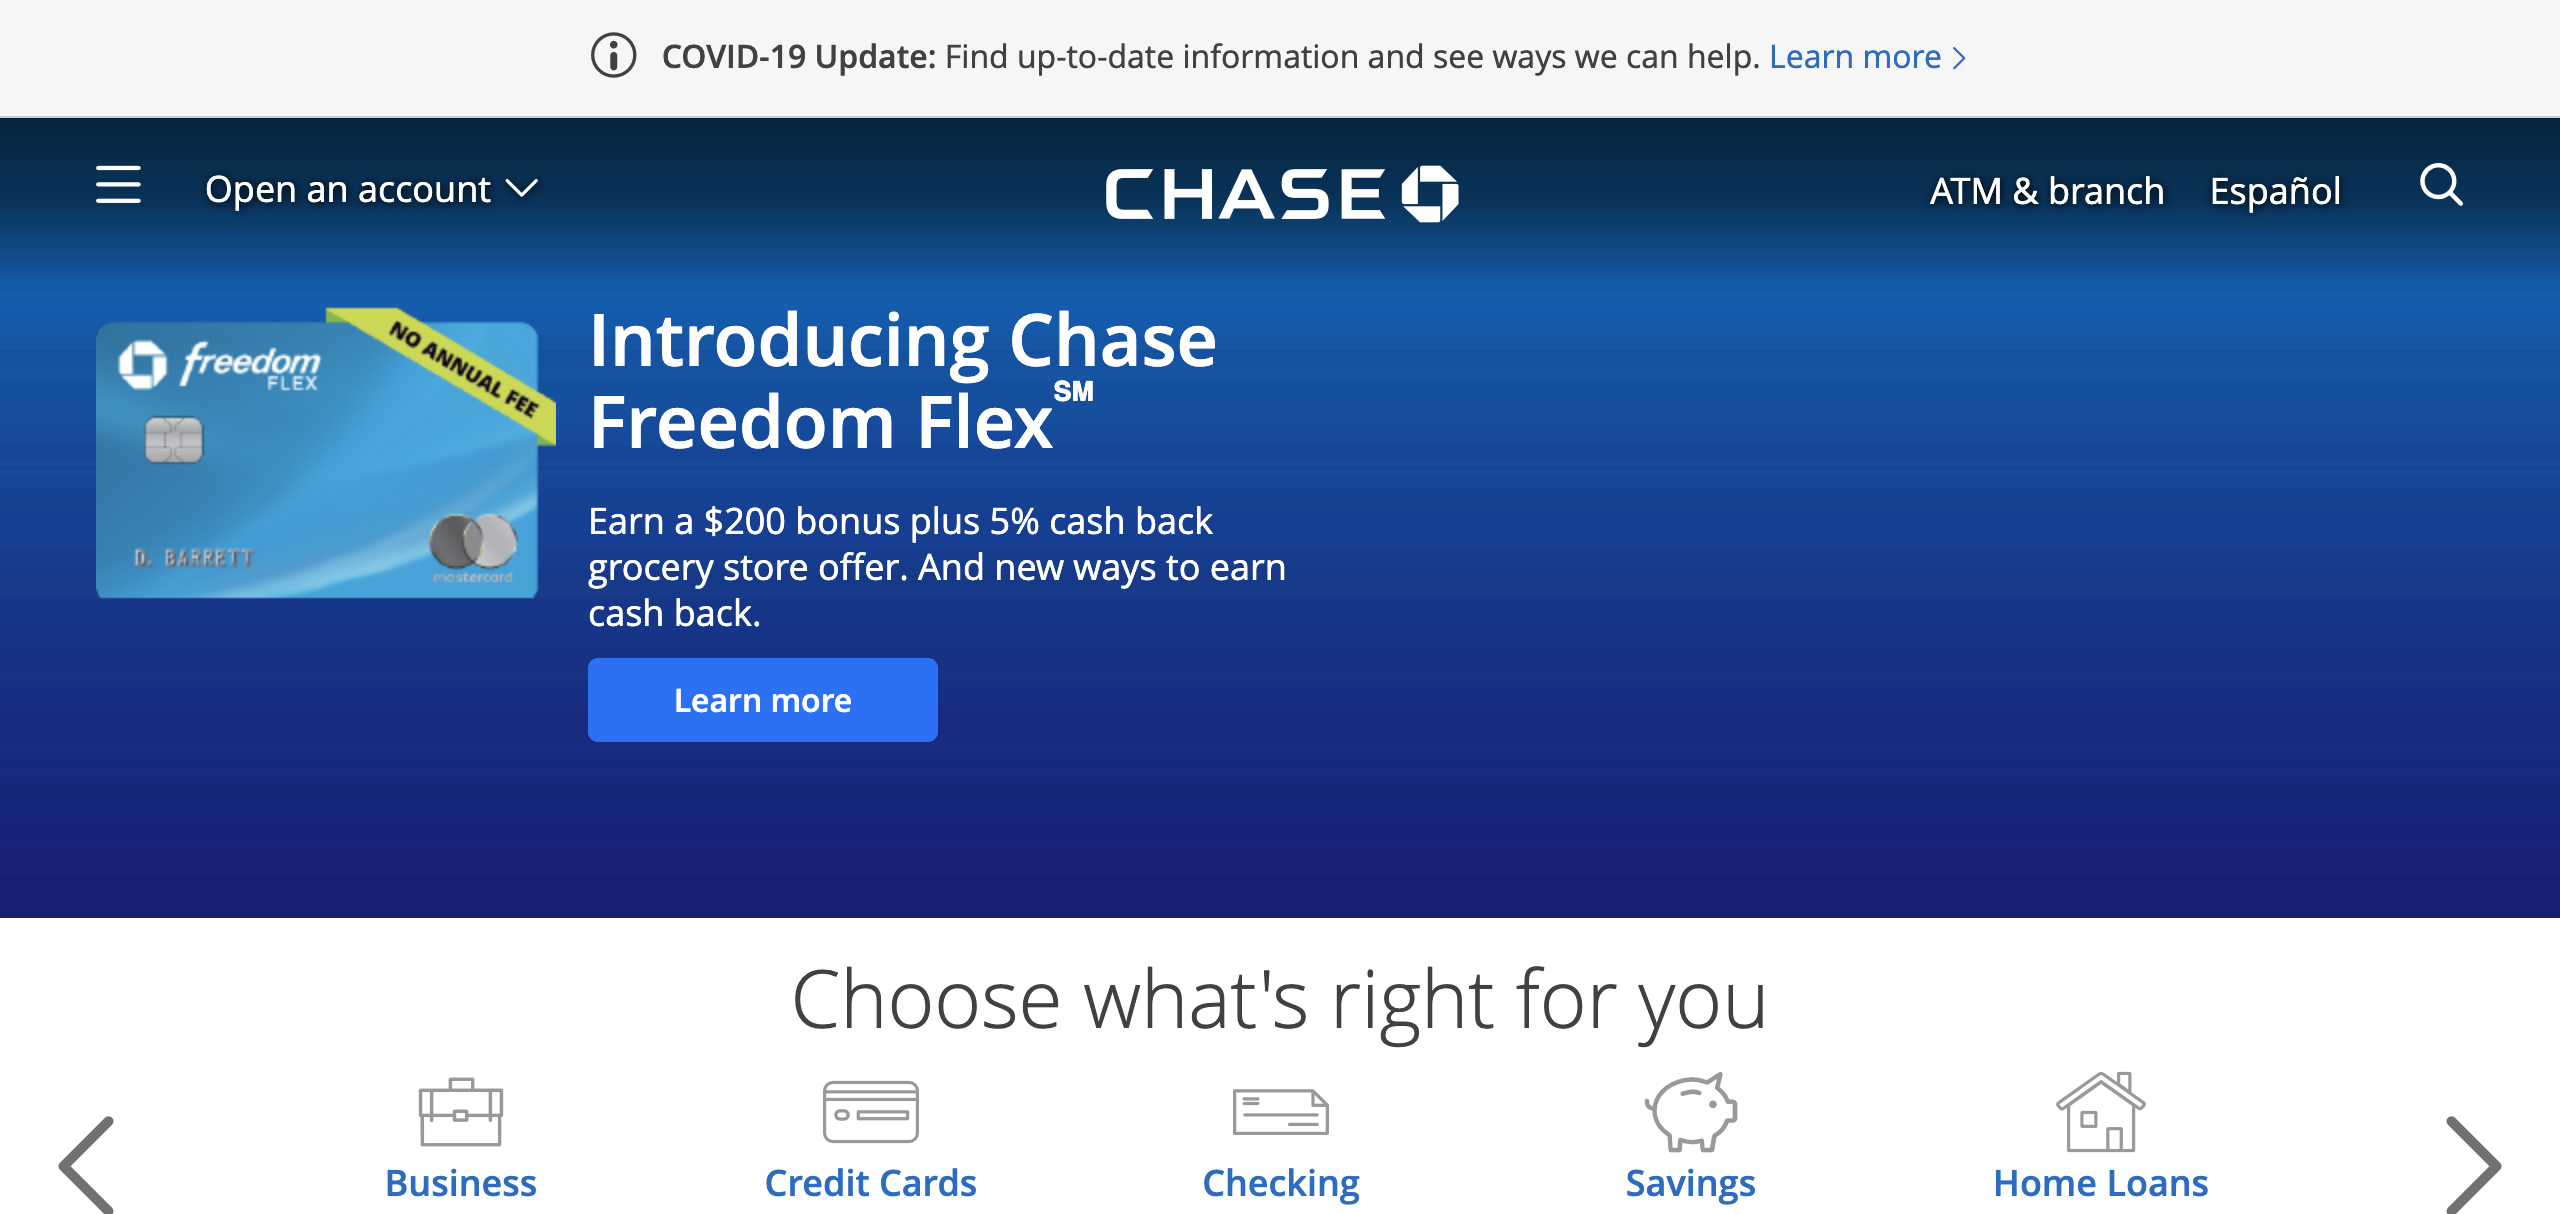 COVID-19 Update: Find up-to-date information and see ways we can help. Learn more
Open an account
CHASE
ATM & branch
Español
freedom
FLEX
NO ANNUAL FEE
D. BARRETT
mastercard
Introducing Chase
Freedom Flex℠
Earn a $200 bonus plus 5% cash back
grocery store offer. And new ways to earn
cash back.
Learn more
Choose what's right for you
Business
Credit Cards
Checking
Savings
Home Loans